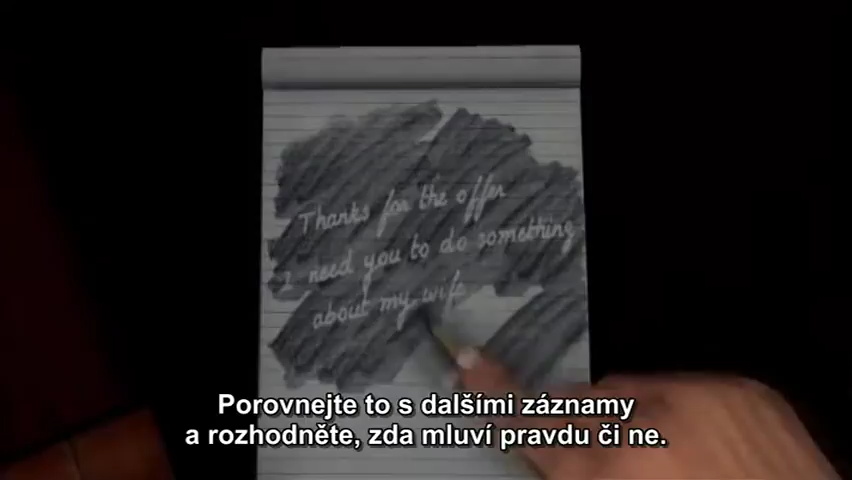 Thanks for the offer
I need you to do something
about my wife
Porovnejte to s dalšími záznamy
a rozhodněte, zda mluví pravdu či ne.